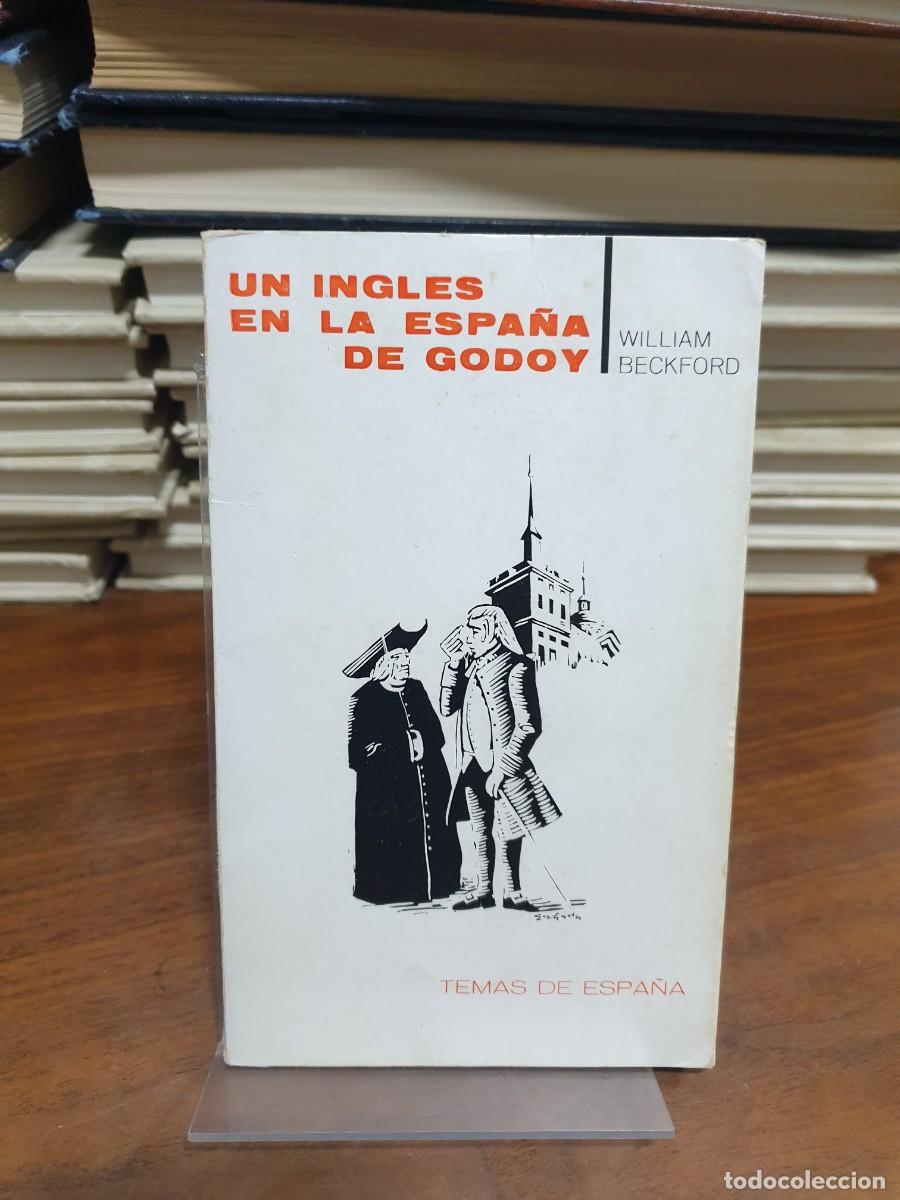 UN INGLES
EN LA ESPAÑA
DE GODOY
WILLIAM
BECKFORD
TEMAS DE ESPAÑA
todocoleccion